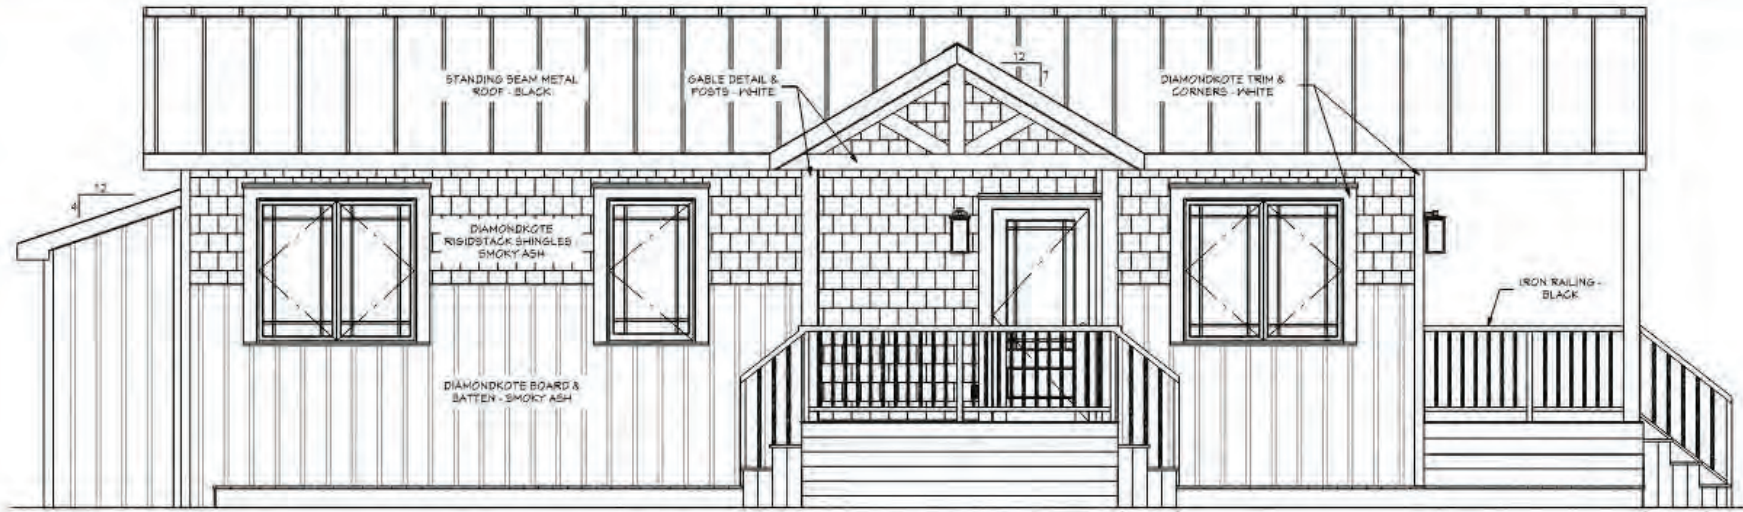 STANDING SEAM METAL
ROOF - BLACK
GABLE DETAIL &
POSTS - WHITE
12
7
DIAMONDKOTE TRIM &
CORNERS - WHITE
12
4
DIAMONDKOTE
RIGIDSTACK SHINGLES -
SMOKY ASH
IRON RAILING -
BLACK
DIAMONDKOTE BOARD &
BATTEN - SMOKY ASH